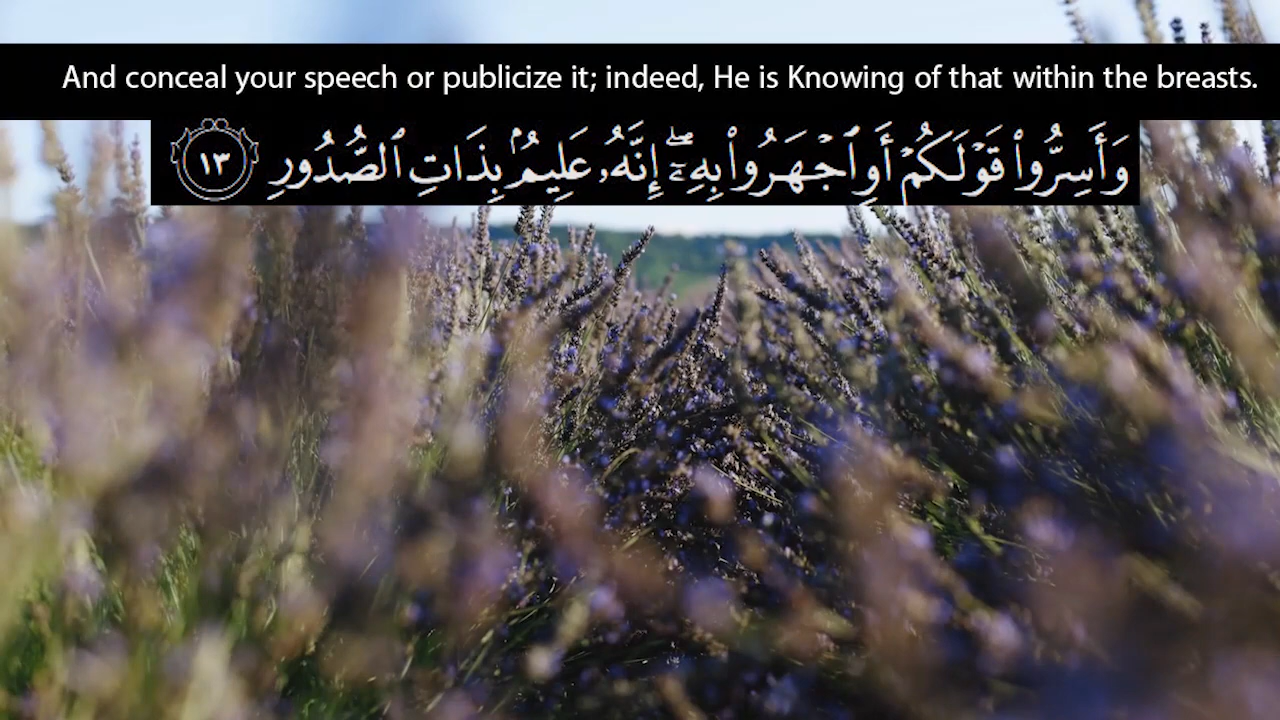 And conceal your speech or publicize it; indeed, He is Knowing of that within the breasts.
وَأَسِرُّوا۟ قَوْلَكُمْ أَوِ ٱجْهَرُوا۟ بِهِۦٓ ۖ إِنَّهُۥ عَلِيمٌۢ بِذَاتِ ٱلصُّدُورِ ١٣